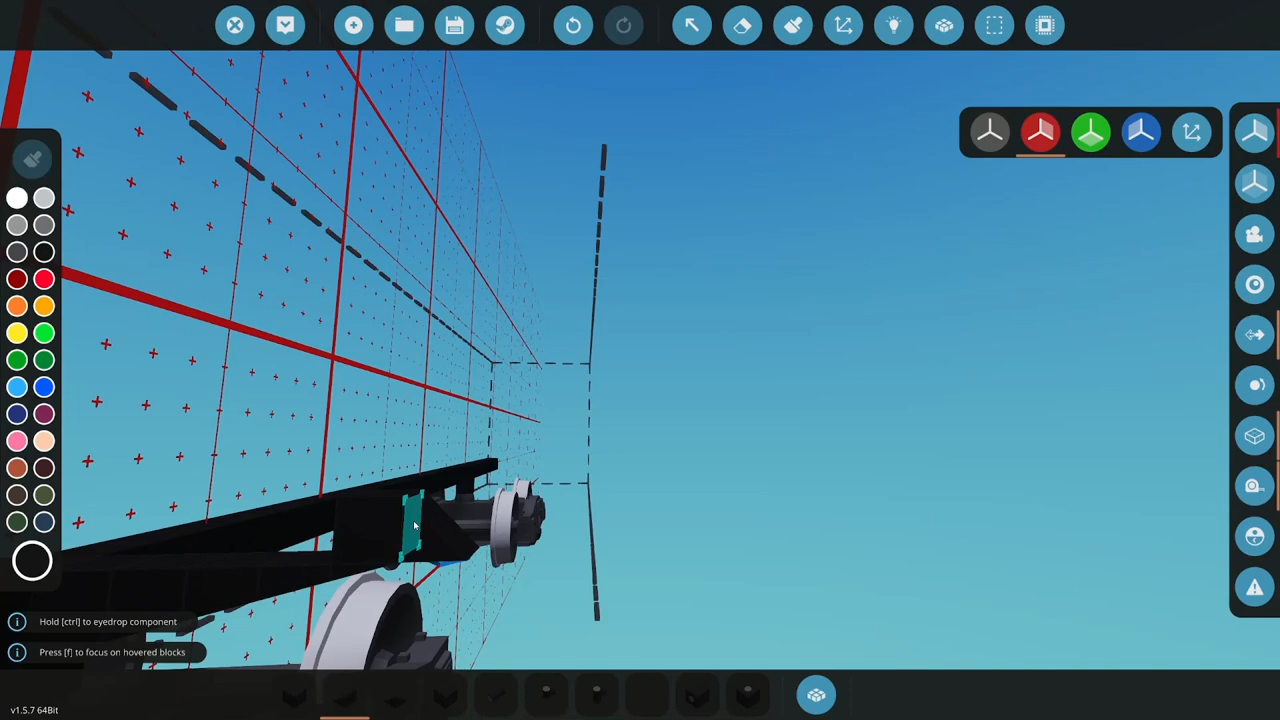 Hold [ctrl] to eyedrop component
Press [f] to focus on hovered blocks
v1.5.7 64Bit